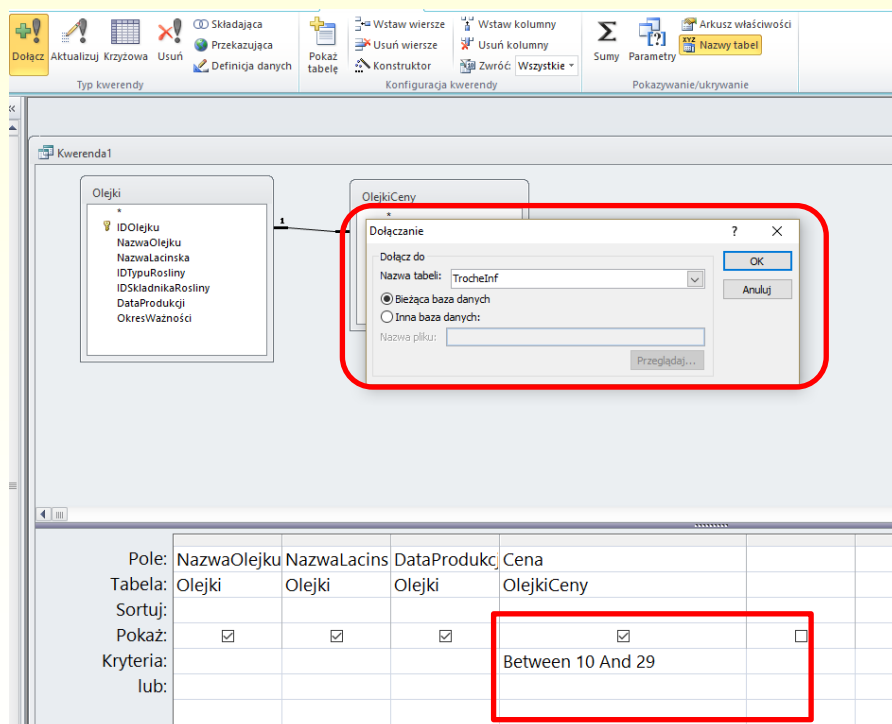 Dołącz Aktualizuj Krzyżowa Usuń
Składająca
Przekazująca
Definicja danych
Typ kwerendy
Pokaż
tabelę
Wstaw wiersze
Usuń wiersze
Konstruktor
Wstaw kolumny
Usuń kolumny
Zwróć: Wszystkie
Konfiguracja kwerendy
Sumy Parametry
Arkusz właściwości
Nazwy tabel
Pokazywanie/ukrywanie
Kwerenda1
Olejki
*
IDOlejku
NazwaOlejku
NazwaLacinska
IDTypuRosliny
IDSkladnikaRosliny
DataProdukcji
OkresWażności
1
OlejkiCeny
*
Dołączanie ?
Dołącz do
Nazwa tabeli: TrocheInf
Bieżąca baza danych
Inna baza danych:
Nazwa pliku:
Przeglądaj...
OK
Anuluj
Pole: NazwaOlejku NazwaLacins DataProdukcj Cena
Tabela: Olejki Olejki Olejki OlejkiCeny
Sortuj:
Pokaż:
Kryteria: Between 10 And 29
lub: